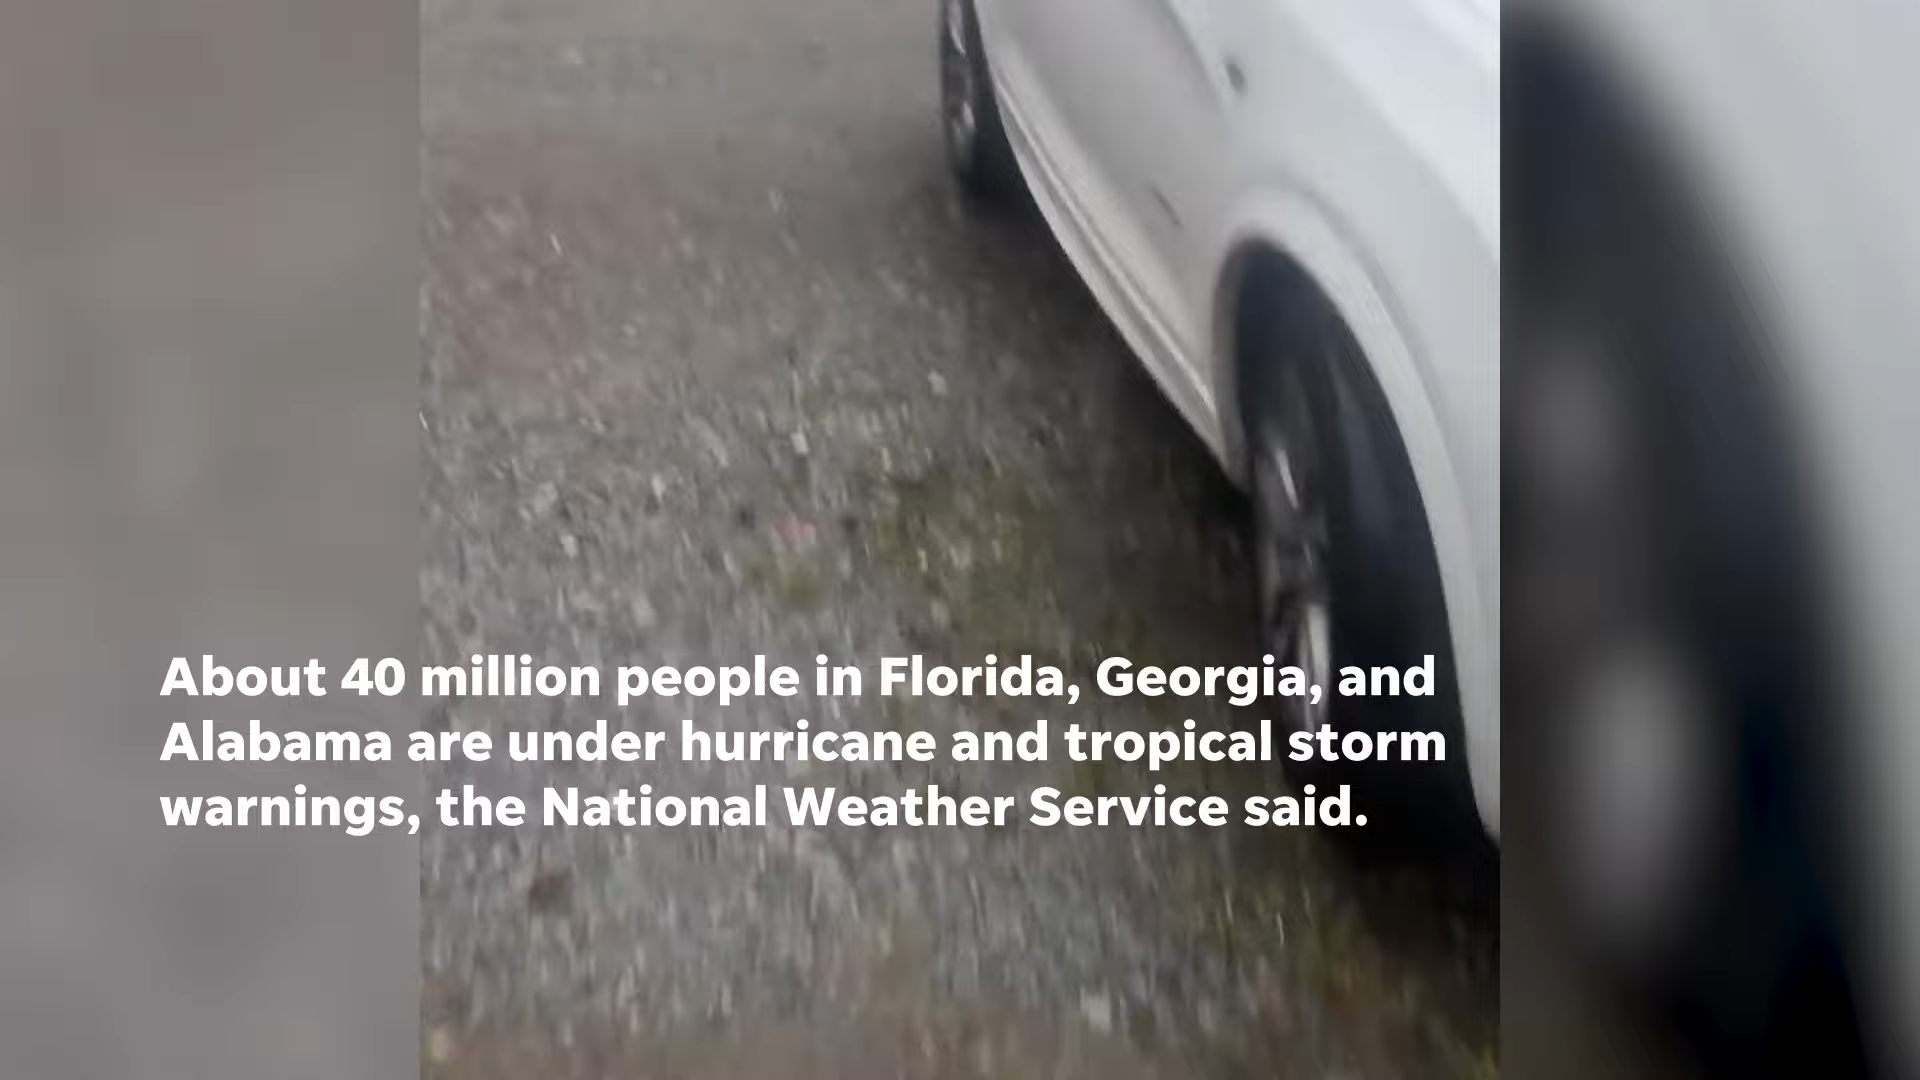 About 40 million people in Florida, Georgia, and
Alabama are under hurricane and tropical storm
warnings, the National Weather Service said.